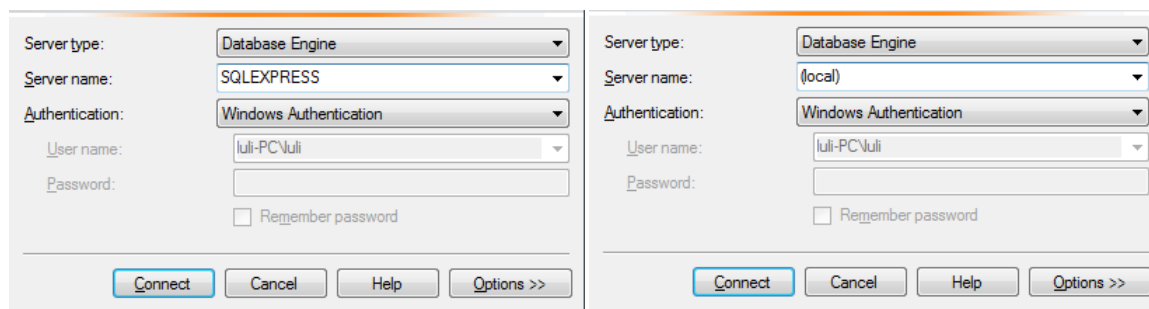 Server type: Database Engine
Server name: SQLEXPRESS
Authentication: Windows Authentication
User name: luli-PC\luli
Password:
Remember password
Connect Cancel Help Options >>
Server type: Database Engine
Server name: (local)
Authentication: Windows Authentication
User name: luli-PC\luli
Password:
Remember password
Connect Cancel Help Options >>